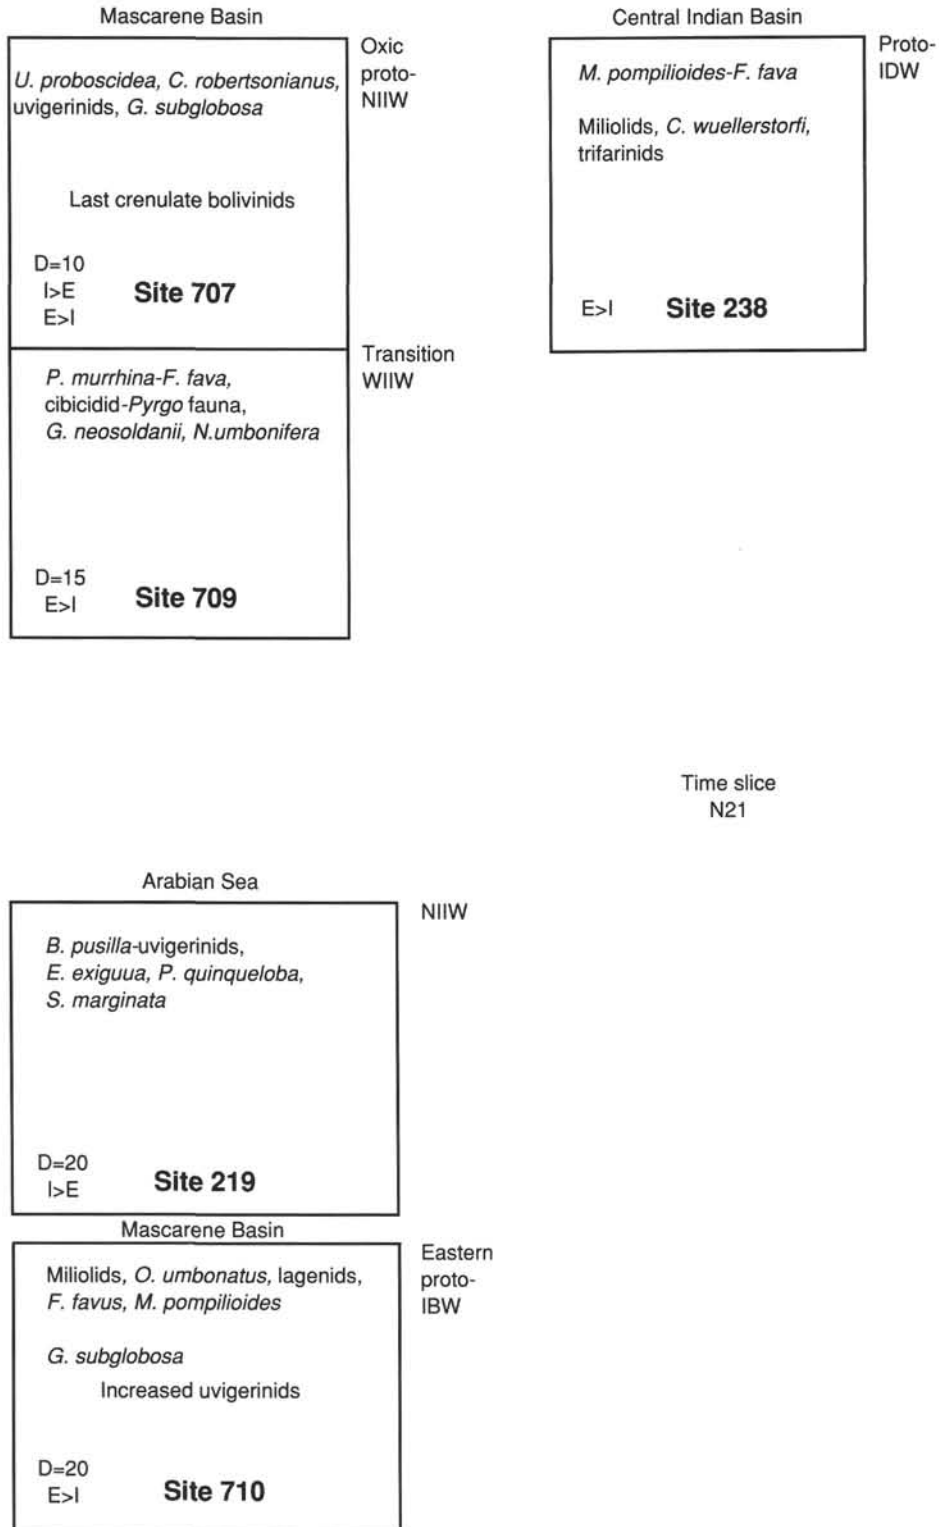 Mascarene Basin
Oxic
proto-
NIIW
U. proboscidea, C. robertsonianus,
uvigerinids, G. subglobosa
Last crenulate bolivinids
D=10
I>E
E>I
Site 707
Transition
WIIW
P. murrhina-F. fava,
cibicidid-Pyrgo fauna,
G. neosoldanii, N.umbonifera
D=15
E>I
Site 709
Central Indian Basin
Proto-
IDW
M. pompilioides-F. fava
Miliolids, C. wuellerstorfi,
trifarinids
E>I
Site 238
Time slice
N21
Arabian Sea
NIIW
B. pusilla-uvigerinids,
E. exiguua, P. quinqueloba,
S. marginata
D=20
I>E
Site 219
Mascarene Basin
Eastern
proto-
IBW
Miliolids, O. umbonatus, lagenids,
F. favus, M. pompilioides
G. subglobosa
Increased uvigerinids
D=20
E>I
Site 710